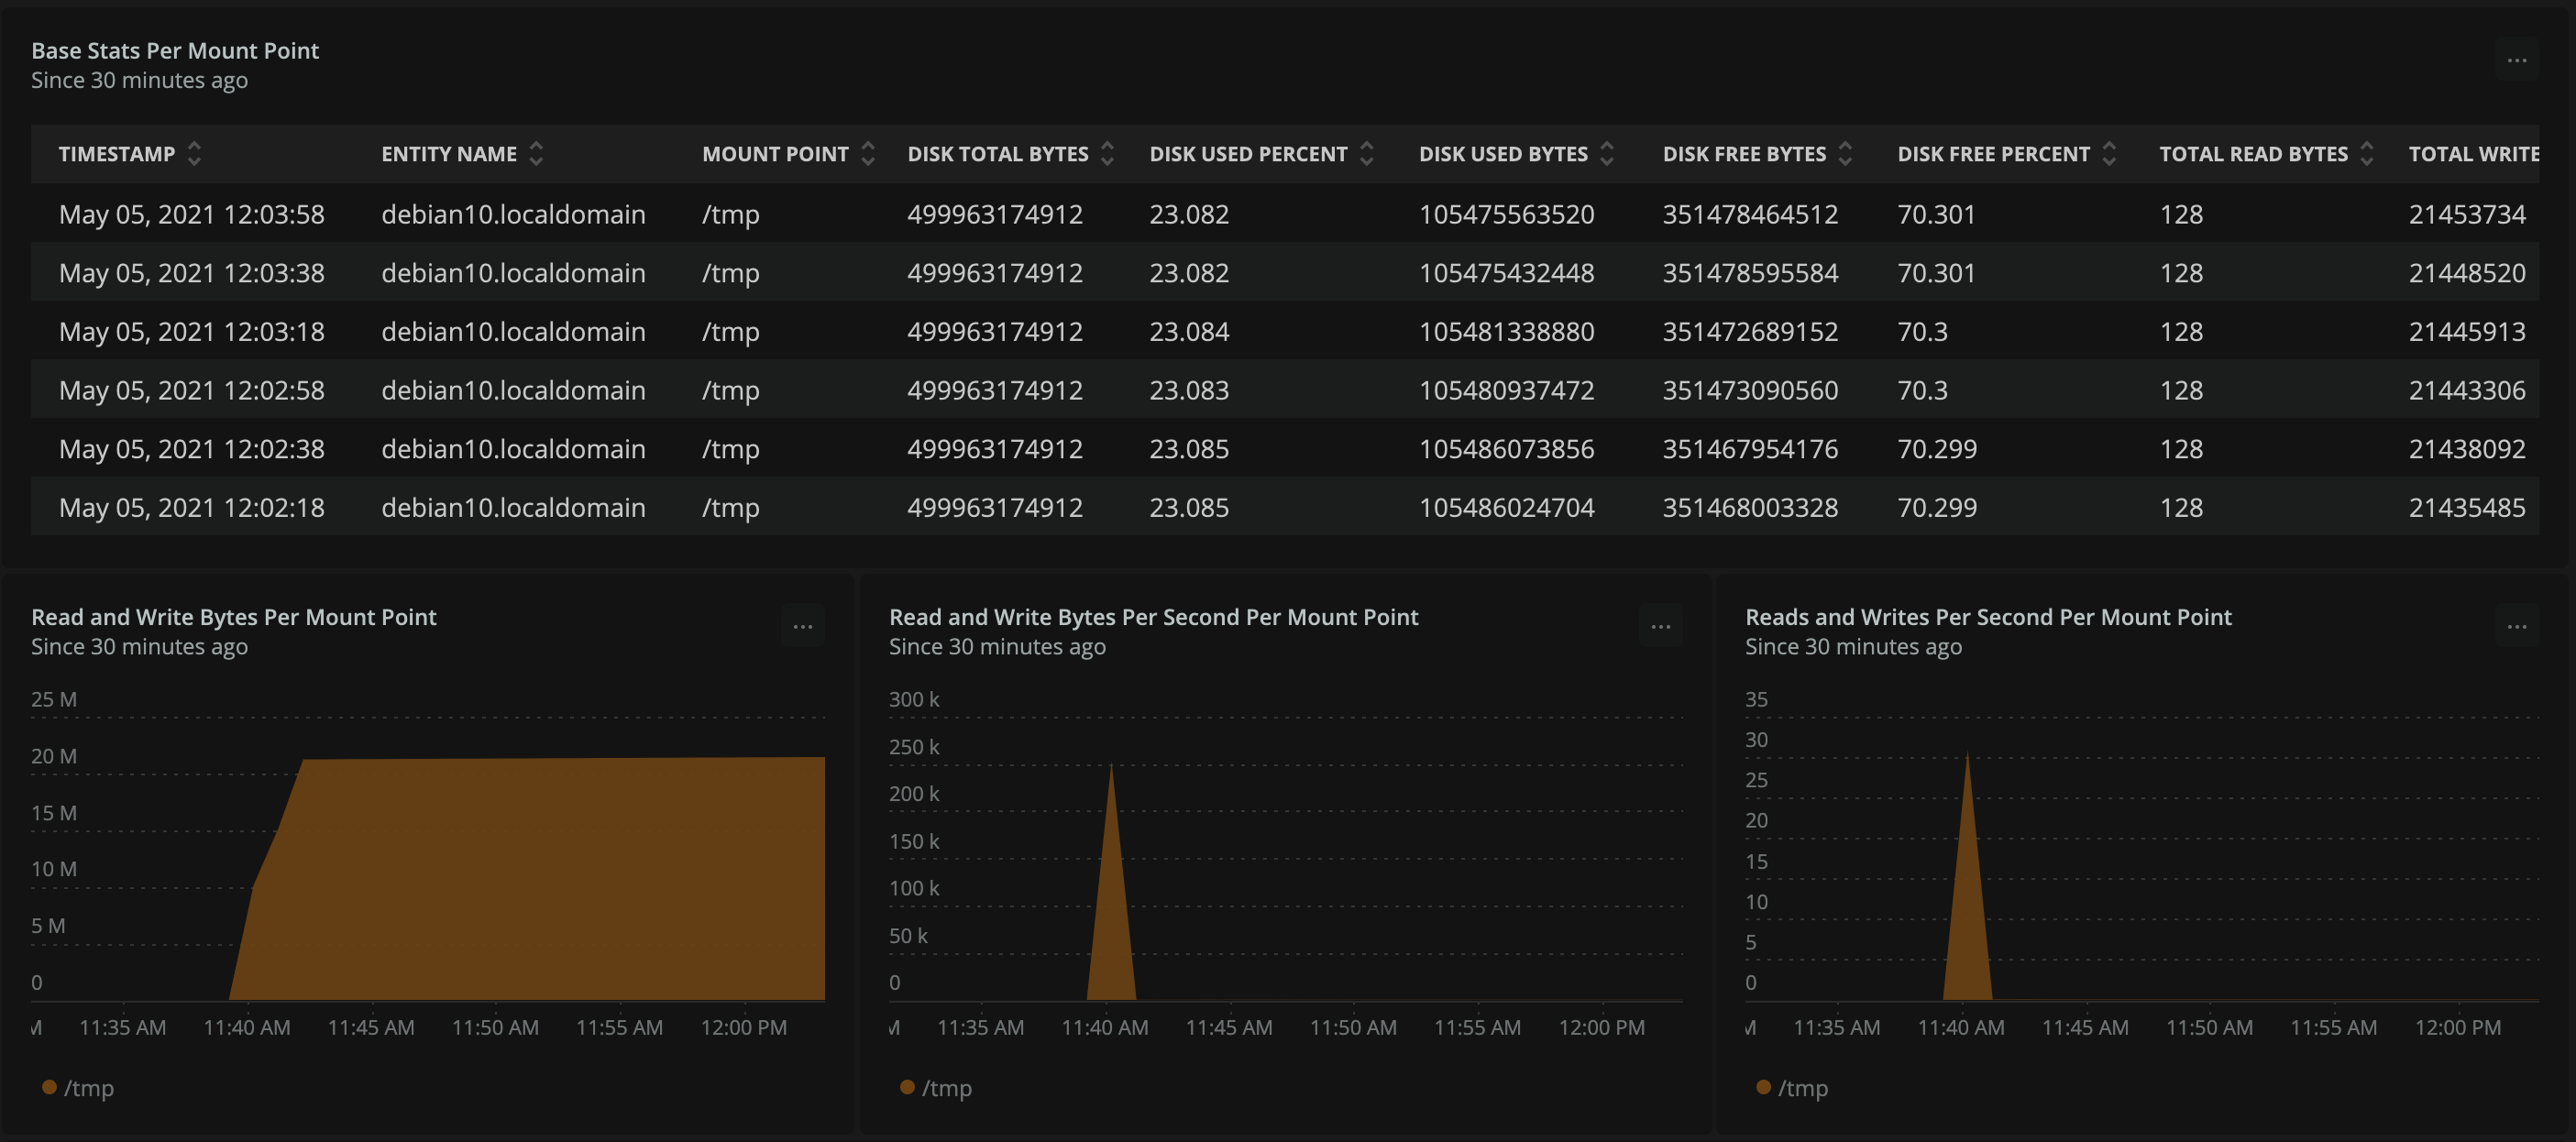 Base Stats Per Mount Point
Since 30 minutes ago
...
TIMESTAMP ENTITY NAME MOUNT POINT DISK TOTAL BYTES DISK USED PERCENT DISK USED BYTES DISK FREE BYTES DISK FREE PERCENT TOTAL READ BYTES TOTAL WRITE
May 05, 2021 12:03:58 debian10.localdomain /tmp 499963174912 23.082 105475563520 351478464512 70.301 128 21453734
May 05, 2021 12:03:38 debian10.localdomain /tmp 499963174912 23.082 105475432448 351478595584 70.301 128 21448520
May 05, 2021 12:03:18 debian10.localdomain /tmp 499963174912 23.084 105481338880 351472689152 70.3 128 21445913
May 05, 2021 12:02:58 debian10.localdomain /tmp 499963174912 23.083 105480937472 351473090560 70.3 128 21443306
May 05, 2021 12:02:38 debian10.localdomain /tmp 499963174912 23.085 105486073856 351467954176 70.299 128 21438092
May 05, 2021 12:02:18 debian10.localdomain /tmp 499963174912 23.085 105486024704 351468003328 70.299 128 21435485
Read and Write Bytes Per Mount Point
Since 30 minutes ago
...
25 M
20 M
15 M
10 M
5 M
0
M 11:35 AM 11:40 AM 11:45 AM 11:50 AM 11:55 AM 12:00 PM
/tmp
Read and Write Bytes Per Second Per Mount Point
Since 30 minutes ago
...
300 k
250 k
200 k
150 k
100 k
50 k
0
M 11:35 AM 11:40 AM 11:45 AM 11:50 AM 11:55 AM 12:00 PM
/tmp
Reads and Writes Per Second Per Mount Point
Since 30 minutes ago
...
35
30
25
20
15
10
5
0
M 11:35 AM 11:40 AM 11:45 AM 11:50 AM 11:55 AM 12:00 PM
/tmp